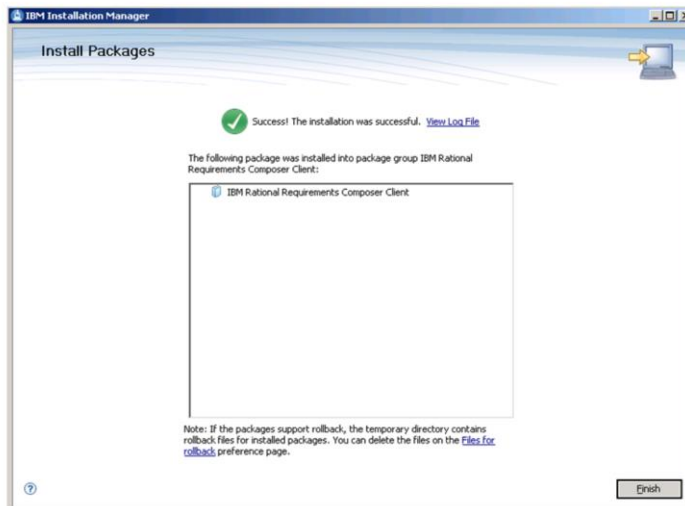 IBM Installation Manager
Install Packages
Success! The installation was successful. View Log File
The following package was installed into package group IBM Rational
Requirements Composer Client:
IBM Rational Requirements Composer Client
Note: If the packages support rollback, the temporary directory contains
rollback files for installed packages. You can delete the files on the Files for
rollback preference page.
?
Finish